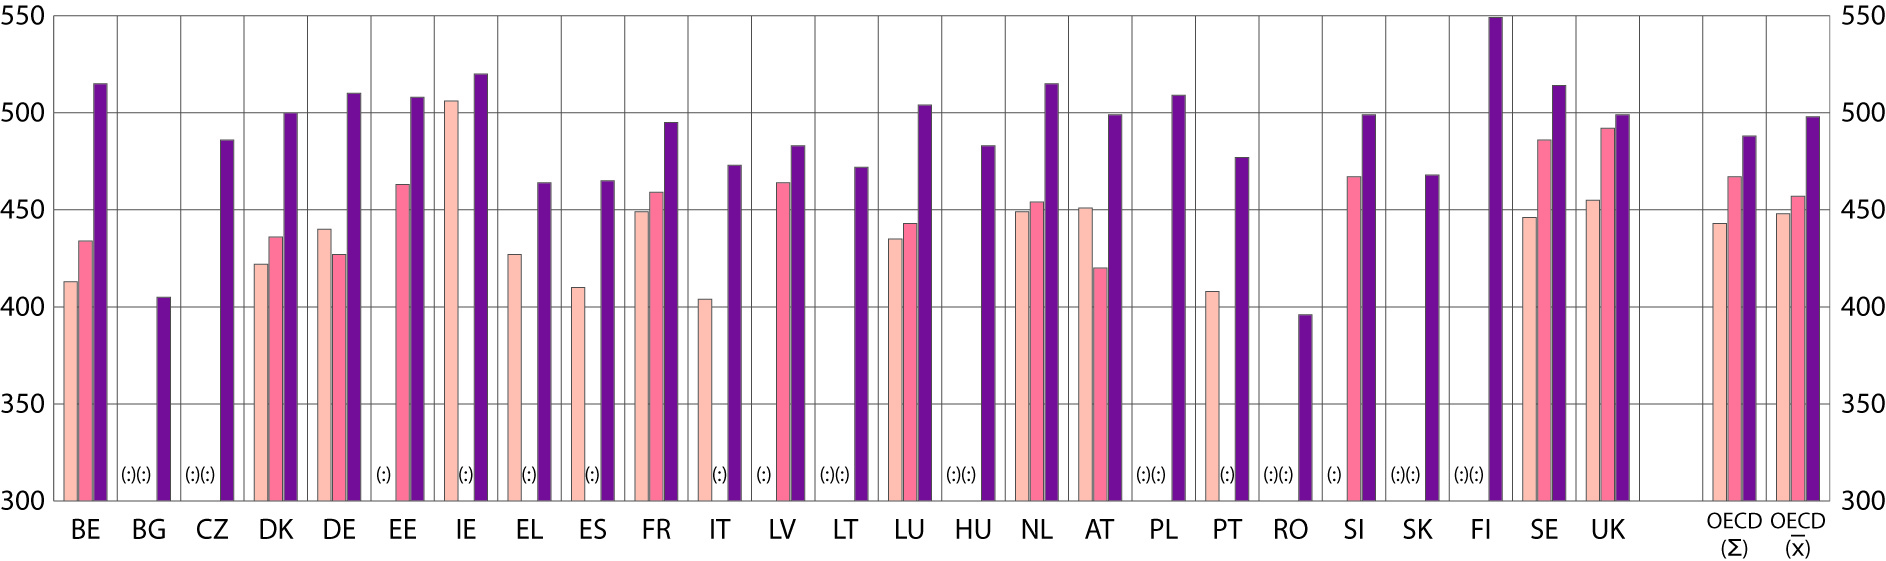 550 550
500 500
450 450
400 400
350 350
(:)(:) (:)(:) (:) (:) (:) (:) (:) (:) (:)(:) (:)(:) (:)(:) (:) (:)(:) (:) (:)(:) (:)(:)
300 300
BE BG CZ DK DE EE IE EL ES FR IT LV LT LU HU NL AT PL PT RO SI SK FI SE UK OECD OECD
(Σ) (x̅)